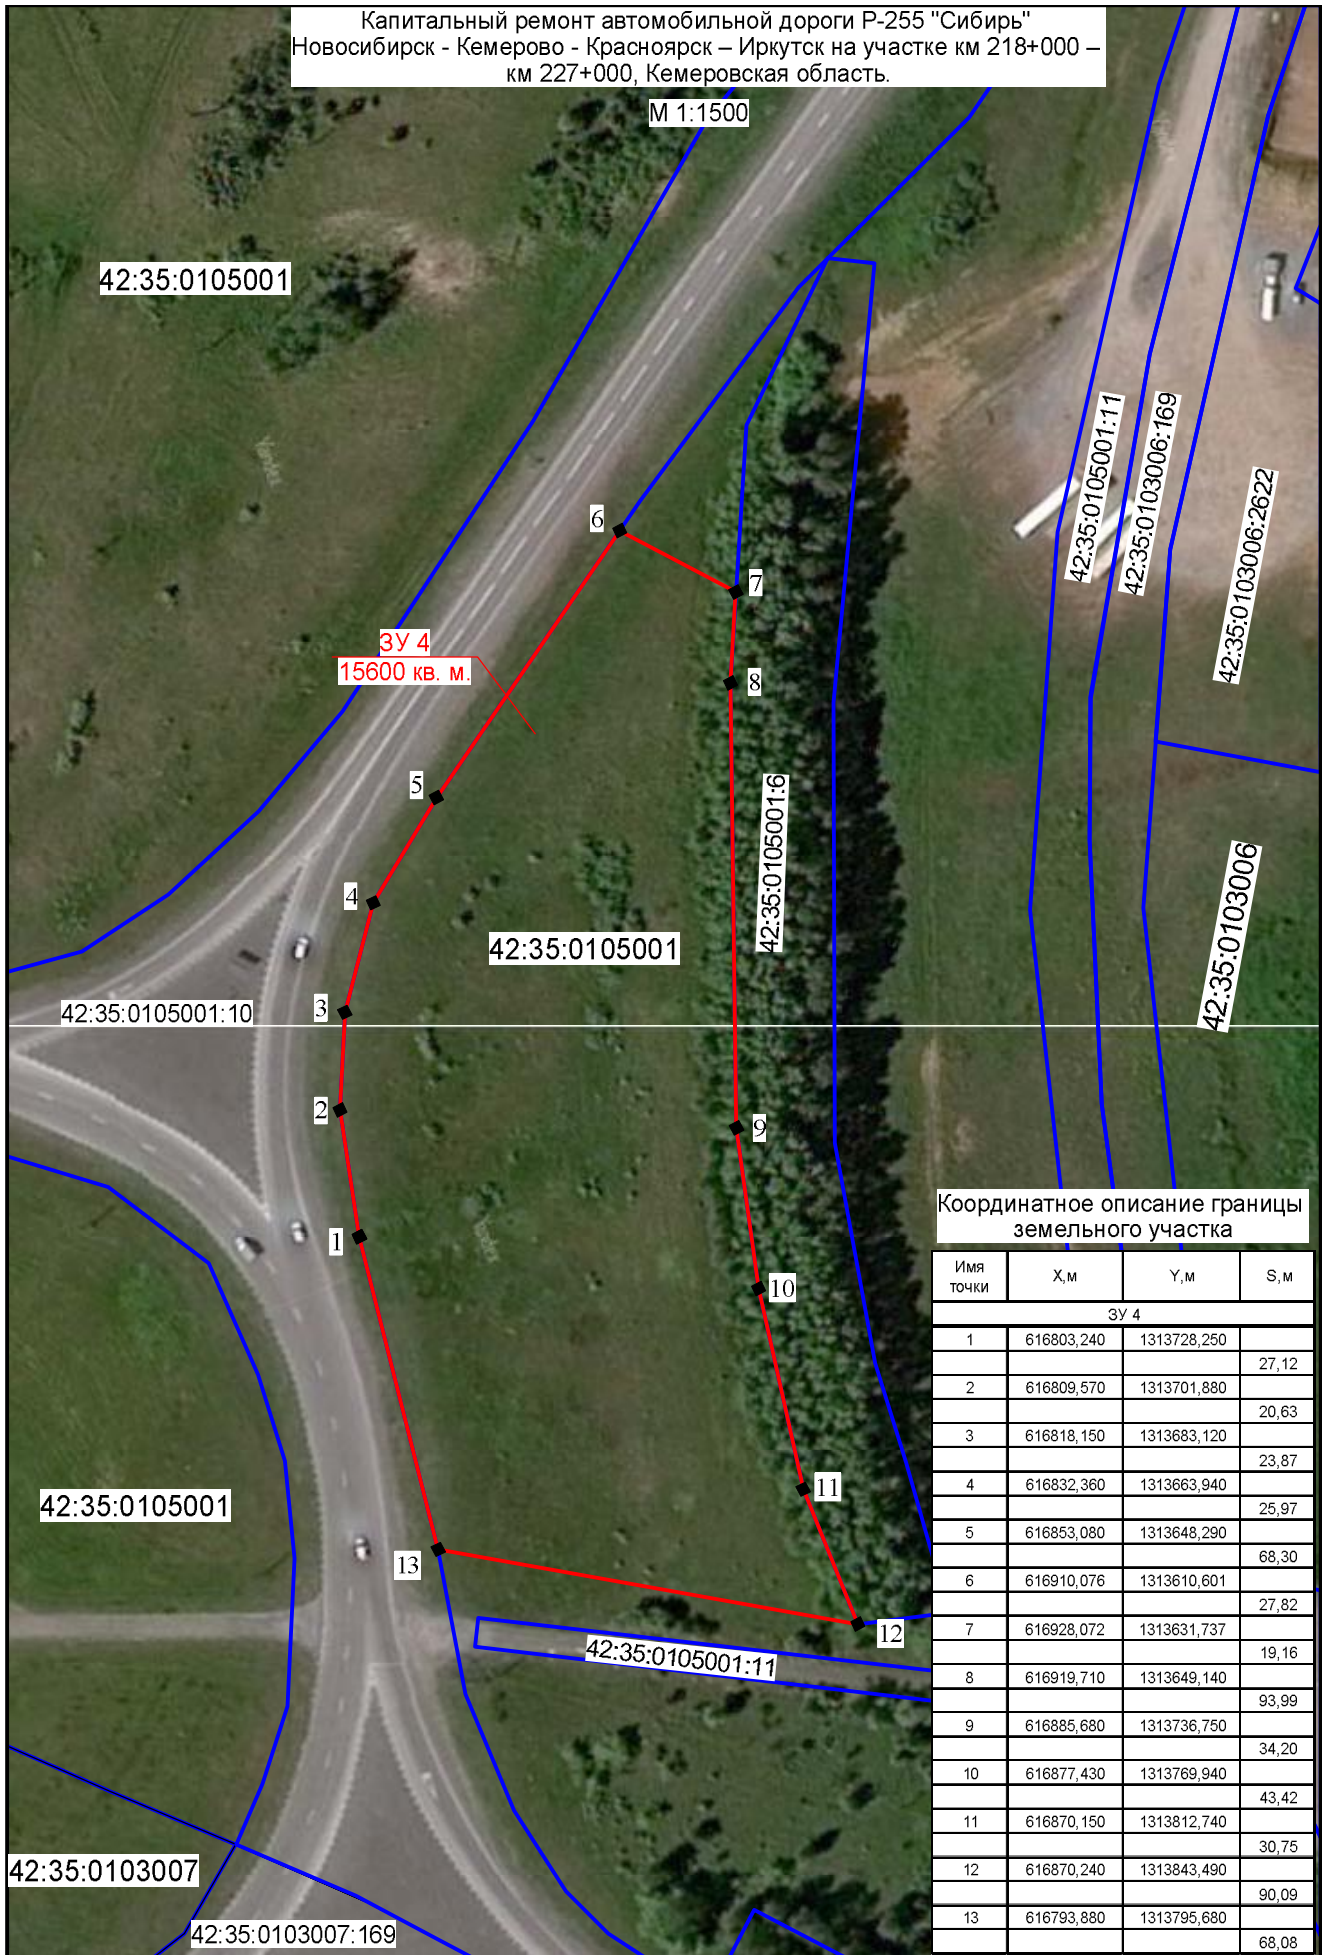 Капитальный ремонт автомобильной дороги Р-255 "Сибирь"
Новосибирск - Кемерово - Красноярск – Иркутск на участке км 218+000 –
км 227+000, Кемеровская область.
М 1:1500
42:35:0105001
42:35:0105001:11
42:35:0103006:169
42:35:0103006:2622
6
7
ЗУ 4
15600 кв. м.
8
5
42:35:0105001:6
4
42:35:0105001
42:35:0103006
3
42:35:0105001:10
2
9
1
10
11
42:35:0105001
13
12
42:35:0105001:11
42:35:0103007
42:35:0103007:169
Координатное описание границы
земельного участка
Имя точки X,м Y,м S,м
ЗУ 4
1 616803,240 1313728,250
27,12
2 616809,570 1313701,880
20,63
3 616818,150 1313683,120
23,87
4 616832,360 1313663,940
25,97
5 616853,080 1313648,290
68,30
6 616910,076 1313610,601
27,82
7 616928,072 1313631,737
19,16
8 616919,710 1313649,140
93,99
9 616885,680 1313736,750
34,20
10 616877,430 1313769,940
43,42
11 616870,150 1313812,740
30,75
12 616870,240 1313843,490
90,09
13 616793,880 1313795,680
68,08